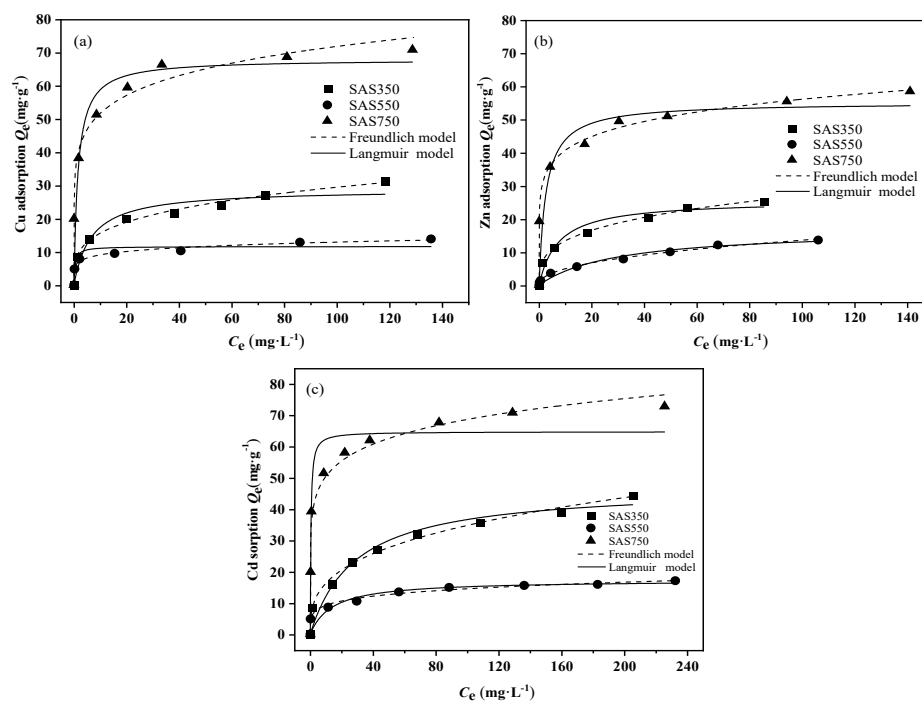 (a)
Cu adsorption Qe(mg·g-1)
80
70
60
50
40
30
20
10
0
SAS350
SAS550
SAS750
Freundlich model
Langmuir model
0 20 40 60 80 100 120 140
Ce (mg·L-1)
(b)
Zn adsorption Qe(mg·g-1)
80
70
60
50
40
30
20
10
0
SAS350
SAS550
SAS750
Freundlich model
Langmuir model
0 20 40 60 80 100 120 140
Ce (mg·L-1)
(c)
Cd sorption Qe(mg·g-1)
80
70
60
50
40
30
20
10
0
SAS350
SAS550
SAS750
Freundlich model
Langmuir model
0 40 80 120 160 200 240
Ce (mg·L-1)